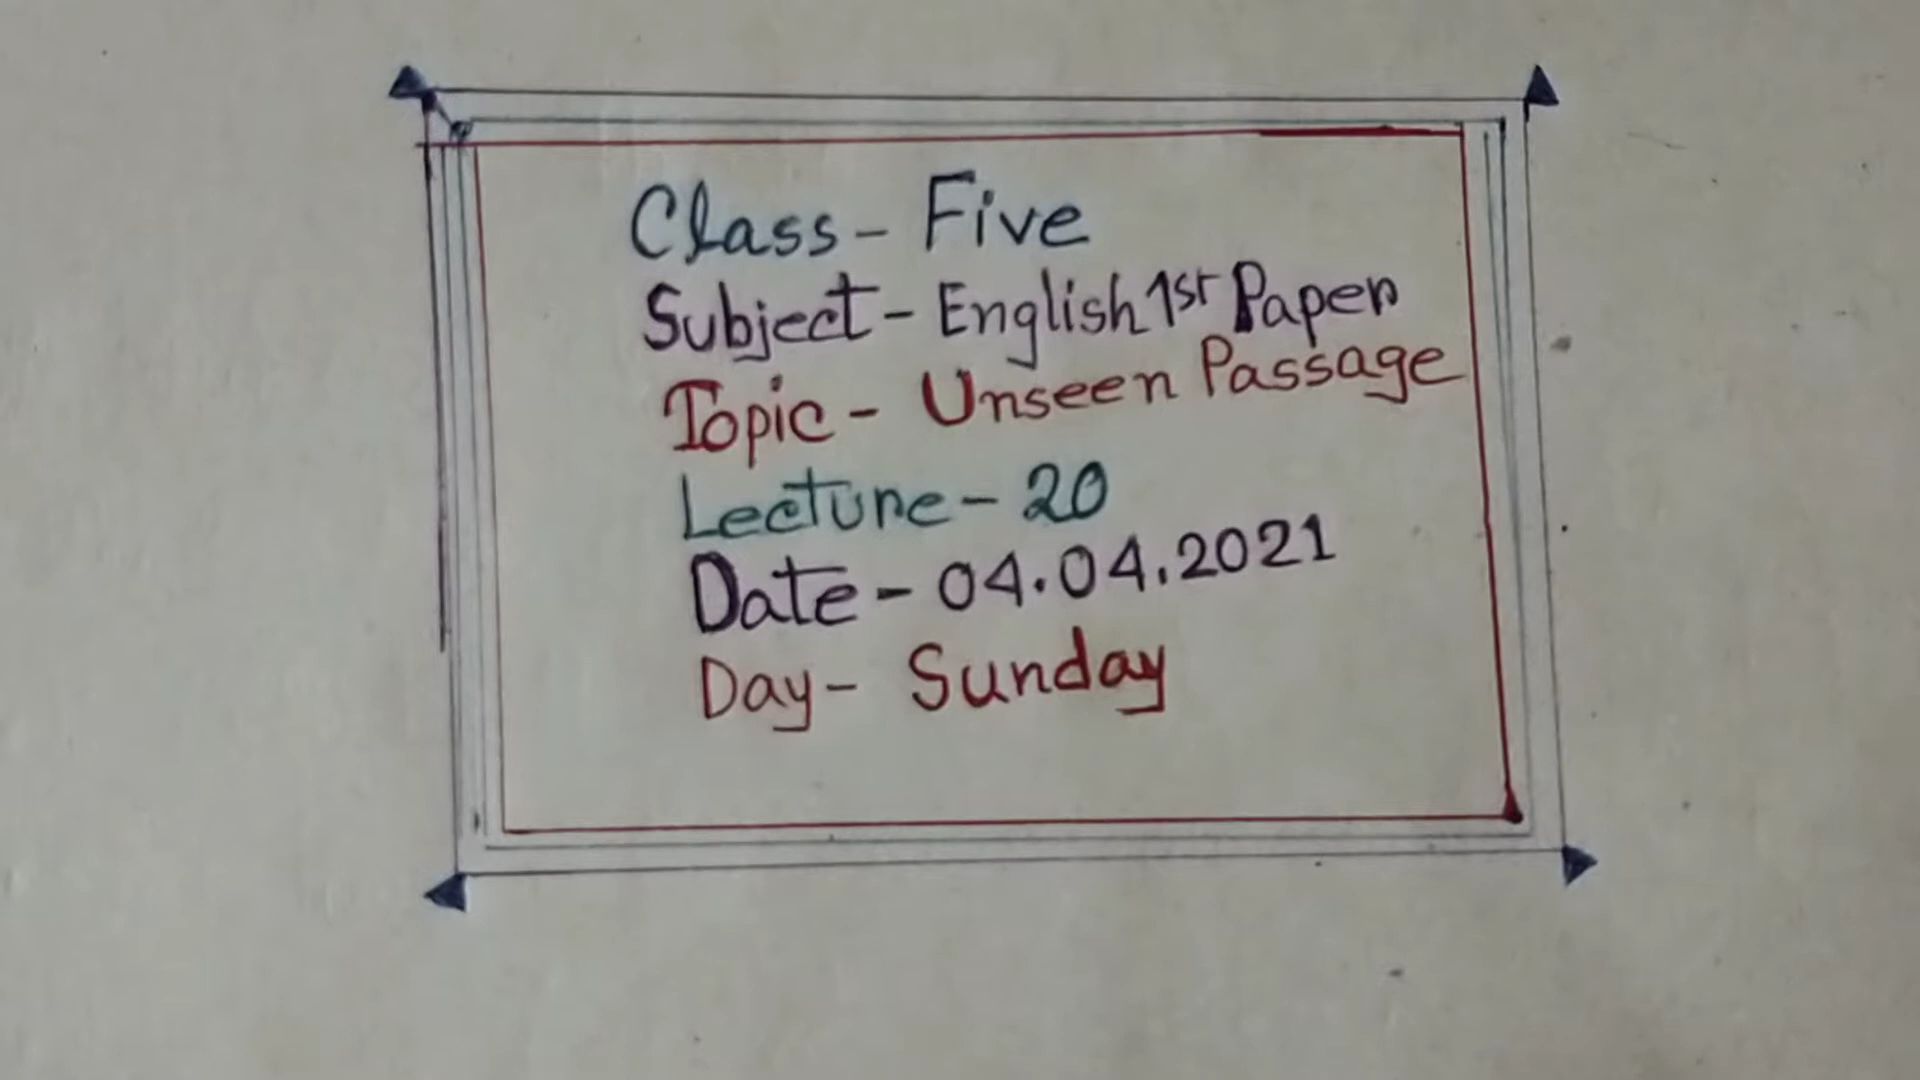 Class - Five
Subject - English 1st Paper
Topic - Unseen Passage
Lecture - 20
Date - 04.04.2021
Day - Sunday